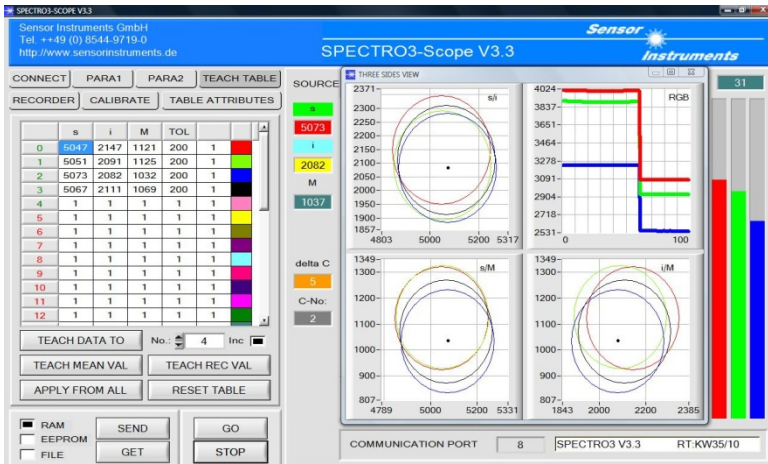 SPECTRO3-SCOPE V3.3
Sensor Instruments GmbH
Tel. ++49 (0) 8544-9719-0
http://www.sensorinstruments.de
SPECTRO3-Scope V3.3
Sensor
Instruments
CONNECT PARA1 PARA2 TEACH TABLE
RECORDER CALIBRATE TABLE ATTRIBUTES
s i M TOL
0 5047 2147 1121 200 1
1 5051 2091 1125 200 1
2 5073 2082 1032 200 1
3 5067 2111 1069 200 1
4 1 1 1 1 1
5 1 1 1 1 1
6 1 1 1 1 1
7 1 1 1 1 1
8 1 1 1 1 1
9 1 1 1 1 1
10 1 1 1 1 1
11 1 1 1 1 1
12 1 1 1 1 1
TEACH DATA TO No.: 4 Inc
TEACH MEAN VAL TEACH REC VAL
APPLY FROM ALL RESET TABLE
RAM
EEPROM
FILE
SEND GO
GET STOP
SOURCE
s
5073
i
2082
M
1037
delta C
5
C-No:
2
THREE SIDES VIEW
s/i
2371
2300
2250
2200
2150
2100
2050
2000
1950
1900
1857
4803 5000 5200 5317
RGB
4024
3837
3651
3464
3278
3091
2904
2718
2531
0 100
s/M
1349
1300
1200
1100
1000
900
807
4789 5000 5200 5331
i/M
1349
1300
1200
1100
1000
900
807
1843 2000 2200 2385
31
COMMUNICATION PORT 8 SPECTRO3 V3.3 RT:KW35/10